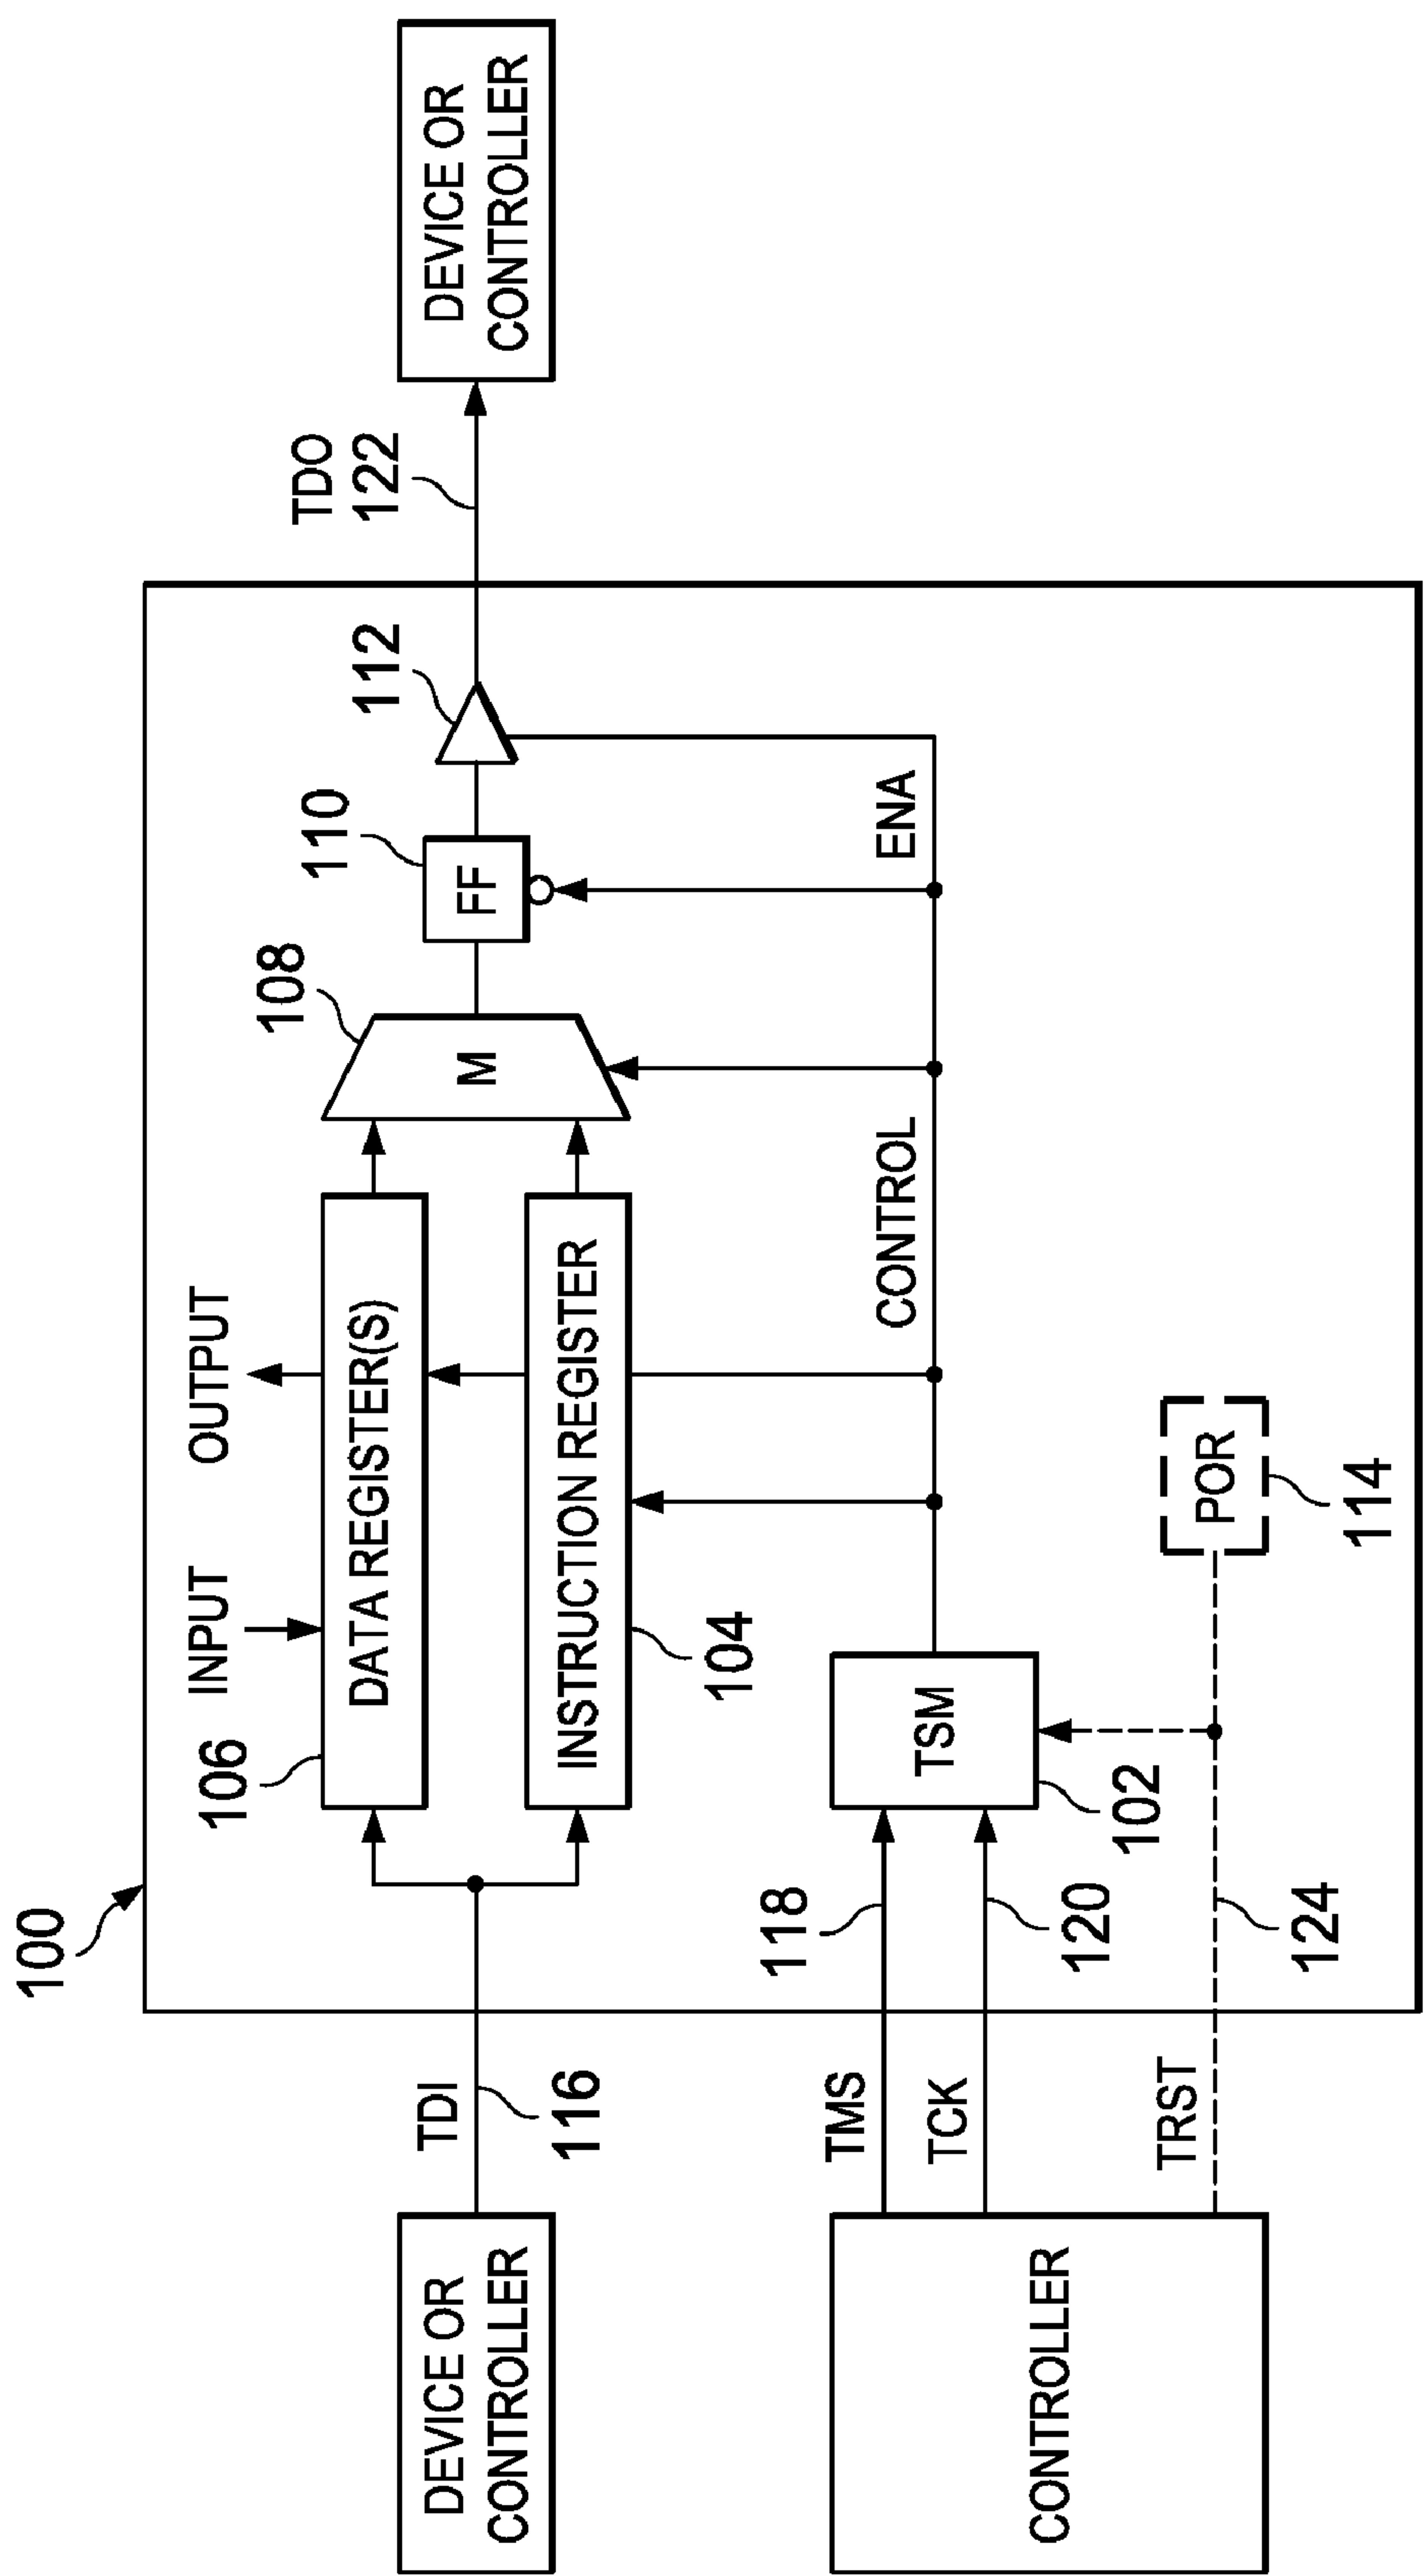 100
106
INPUT
OUTPUT
108
110
112
TDO
122
DEVICE OR
CONTROLLER
TDI
116
DEVICE OR
CONTROLLER
DATA REGISTER(S)
INSTRUCTION REGISTER
104
M
FF
CONTROL
ENA
TMS
118
TCK
120
TSM
102
TRST
124
POR
114
CONTROLLER